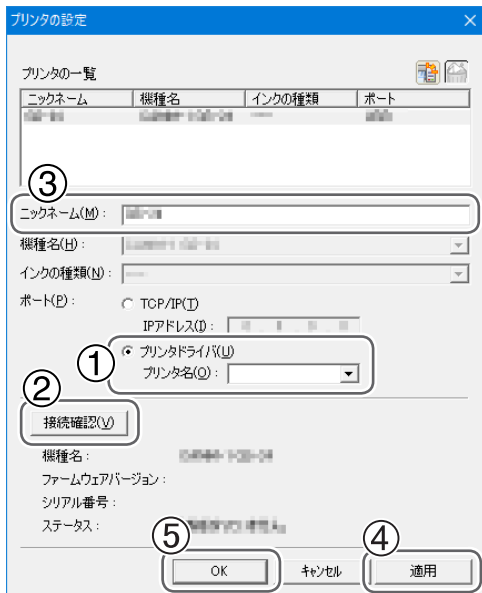 プリンタの設定
プリンタの一覧
ニックネーム 機種名 インクの種類 ポート
③
ニックネーム(M)：
機種名(H)：
インクの種類(N)：
ポート(P)： TCP/IP(T)
IPアドレス(I)：
① プリンタドライバ(U)
プリンタ名(O)：
②
接続確認(V)
機種名：
ファームウェアバージョン：
シリアル番号：
ステータス：
⑤ ④
OK キャンセル 適用